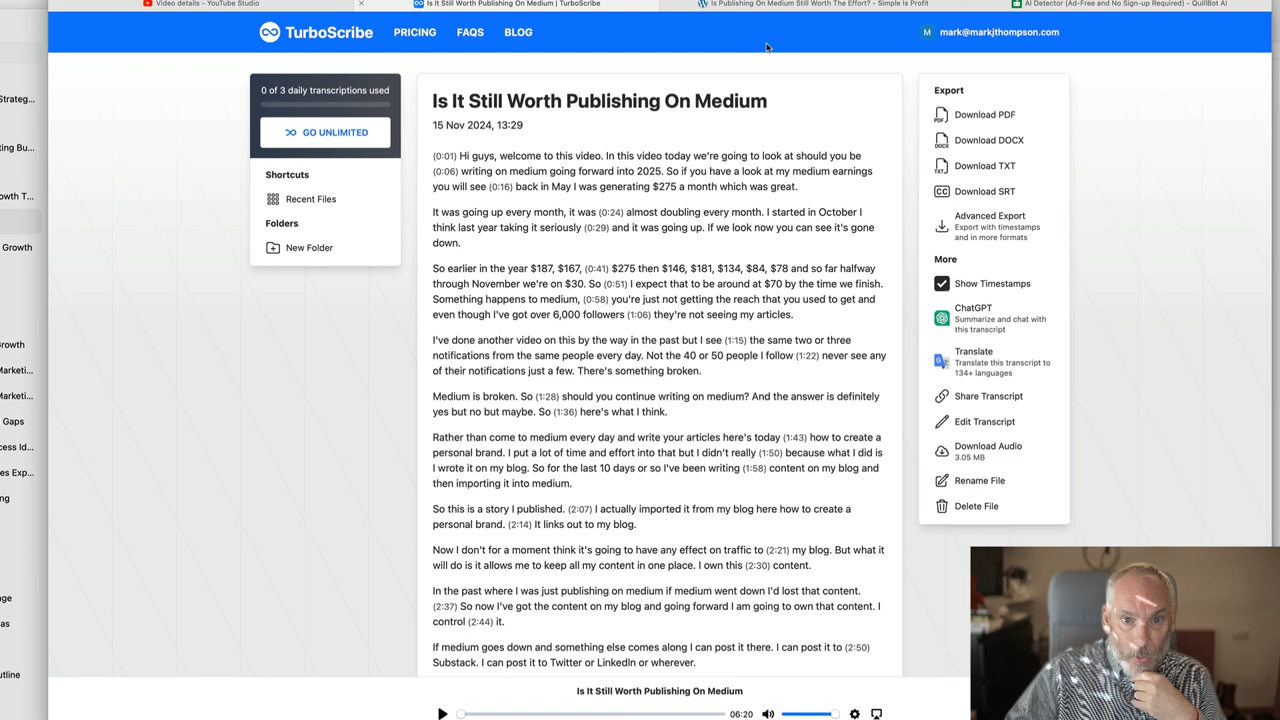 Video details - YouTube Studio
Is It Still Worth Publishing On Medium | TurboScribe
Is Publishing On Medium Still Worth The Effort? - Simple Is Profit
AI Detector (Ad-Free and No Sign-up Required) - QuillBot AI
TurboScribe
PRICING
FAQS
BLOG
M
mark@markjthompson.com
Strateg...
ting Bu...
owth T...
Growth
Growth
Marketi...
Marketi...
Gaps
cess Id...
es Exp...
ng
nge
as
utline
0 of 3 daily transcriptions used
GO UNLIMITED
Shortcuts
Recent Files
Folders
New Folder
Is It Still Worth Publishing On Medium
15 Nov 2024, 13:29
(0:01) Hi guys, welcome to this video. In this video today we're going to look at should you be
(0:06) writing on medium going forward into 2025. So if you have a look at my medium earnings
you will see (0:16) back in May I was generating $275 a month which was great.
It was going up every month, it was (0:24) almost doubling every month. I started in October I
think last year taking it seriously (0:29) and it was going up. If we look now you can see it's gone
down.
So earlier in the year $187, $167, (0:41) $275 then $146, $181, $134, $84, $78 and so far halfway
through November we're on $30. So (0:51) I expect that to be around at $70 by the time we finish.
Something happens to medium, (0:58) you're just not getting the reach that you used to get and
even though I've got over 6,000 followers (1:06) they're not seeing my articles.
I've done another video on this by the way in the past but I see (1:15) the same two or three
notifications from the same people every day. Not the 40 or 50 people I follow (1:22) never see any
of their notifications just a few. There's something broken.
Medium is broken. So (1:28) should you continue writing on medium? And the answer is definitely
yes but no but maybe. So (1:36) here's what I think.
Rather than come to medium every day and write your articles here's today (1:43) how to create a
personal brand. I put a lot of time and effort into that but I didn't really (1:50) because what I did is
I wrote it on my blog. So for the last 10 days or so I've been writing (1:58) content on my blog and
then importing it into medium.
So this is a story I published. (2:07) I actually imported it from my blog here how to create a
personal brand. (2:14) It links out to my blog.
Now I don't for a moment think it's going to have any effect on traffic to (2:21) my blog. But what it
will do is it allows me to keep all my content in one place. I own this (2:30) content.
In the past where I was just publishing on medium if medium went down I'd lost that content.
(2:37) So now I've got the content on my blog and going forward I am going to own that content. I
control (2:44) it.
If medium goes down and something else comes along I can post it there. I can post it to (2:50)
Substack. I can post it to Twitter or LinkedIn or wherever.
Export
PDF
Download PDF
DOCX
Download DOCX
TXT
Download TXT
CC
Download SRT
Advanced Export
Export with timestamps
and in more formats
More
Show Timestamps
ChatGPT
Summarize and chat with
this transcript
Translate
Translate this transcript to
134+ languages
Share Transcript
Edit Transcript
Download Audio
3.05 MB
Rename File
Delete File
Is It Still Worth Publishing On Medium
06:20